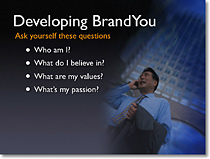 Developing BrandYou
Ask yourself these questions
• Who am I?
• What do I believe in?
• What are my values?
• What's my passion?